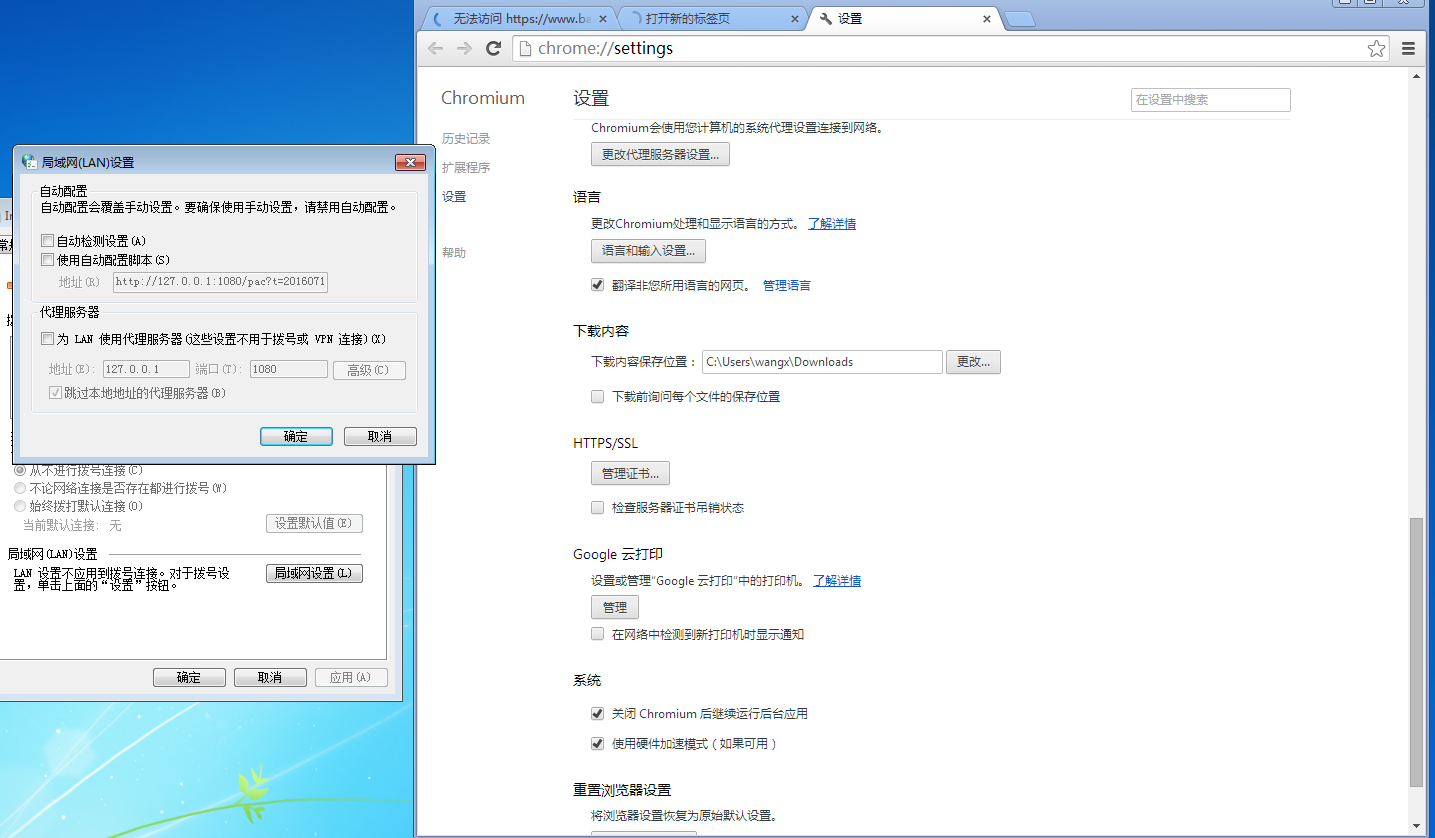 无法访问 https://www.ba
打开新的标签页
设置
chrome://settings
Chromium
历史记录
扩展程序
设置
帮助
设置
在设置中搜索
Chromium会使用您计算机的系统代理设置连接到网络。
更改代理服务器设置...
语言
更改Chromium处理和显示语言的方式。 了解详情
语言和输入设置...
翻译非您所用语言的网页。 管理语言
下载内容
下载内容保存位置： C:\Users\wangx\Downloads 更改...
下载前询问每个文件的保存位置
HTTPS/SSL
管理证书...
检查服务器证书吊销状态
Google 云打印
设置或管理"Google 云打印"中的打印机。 了解详情
管理
在网络中检测到新打印机时显示通知
系统
关闭 Chromium 后继续运行后台应用
使用硬件加速模式（如果可用）
重置浏览器设置
将浏览器设置恢复为原始默认设置。
局域网(LAN)设置
自动配置
自动配置会覆盖手动设置。要确保使用手动设置，请禁用自动配置。
自动检测设置(A)
使用自动配置脚本(S)
地址(R) http://127.0.0.1:1080/pac?t=2016071
代理服务器
为 LAN 使用代理服务器(这些设置不用于拨号或 VPN 连接)(X)
地址(E): 127.0.0.1 端口(T): 1080 高级(C)
跳过本地地址的代理服务器(B)
确定 取消
从不进行拨号连接(C)
不论网络连接是否存在都进行拨号(W)
始终拨打默认连接(O)
当前默认连接: 无 设置默认值(E)
局域网(LAN)设置
LAN 设置不应用到拨号连接。对于拨号设
置，单击上面的“设置”按钮。
局域网设置(L)
确定 取消 应用(A)